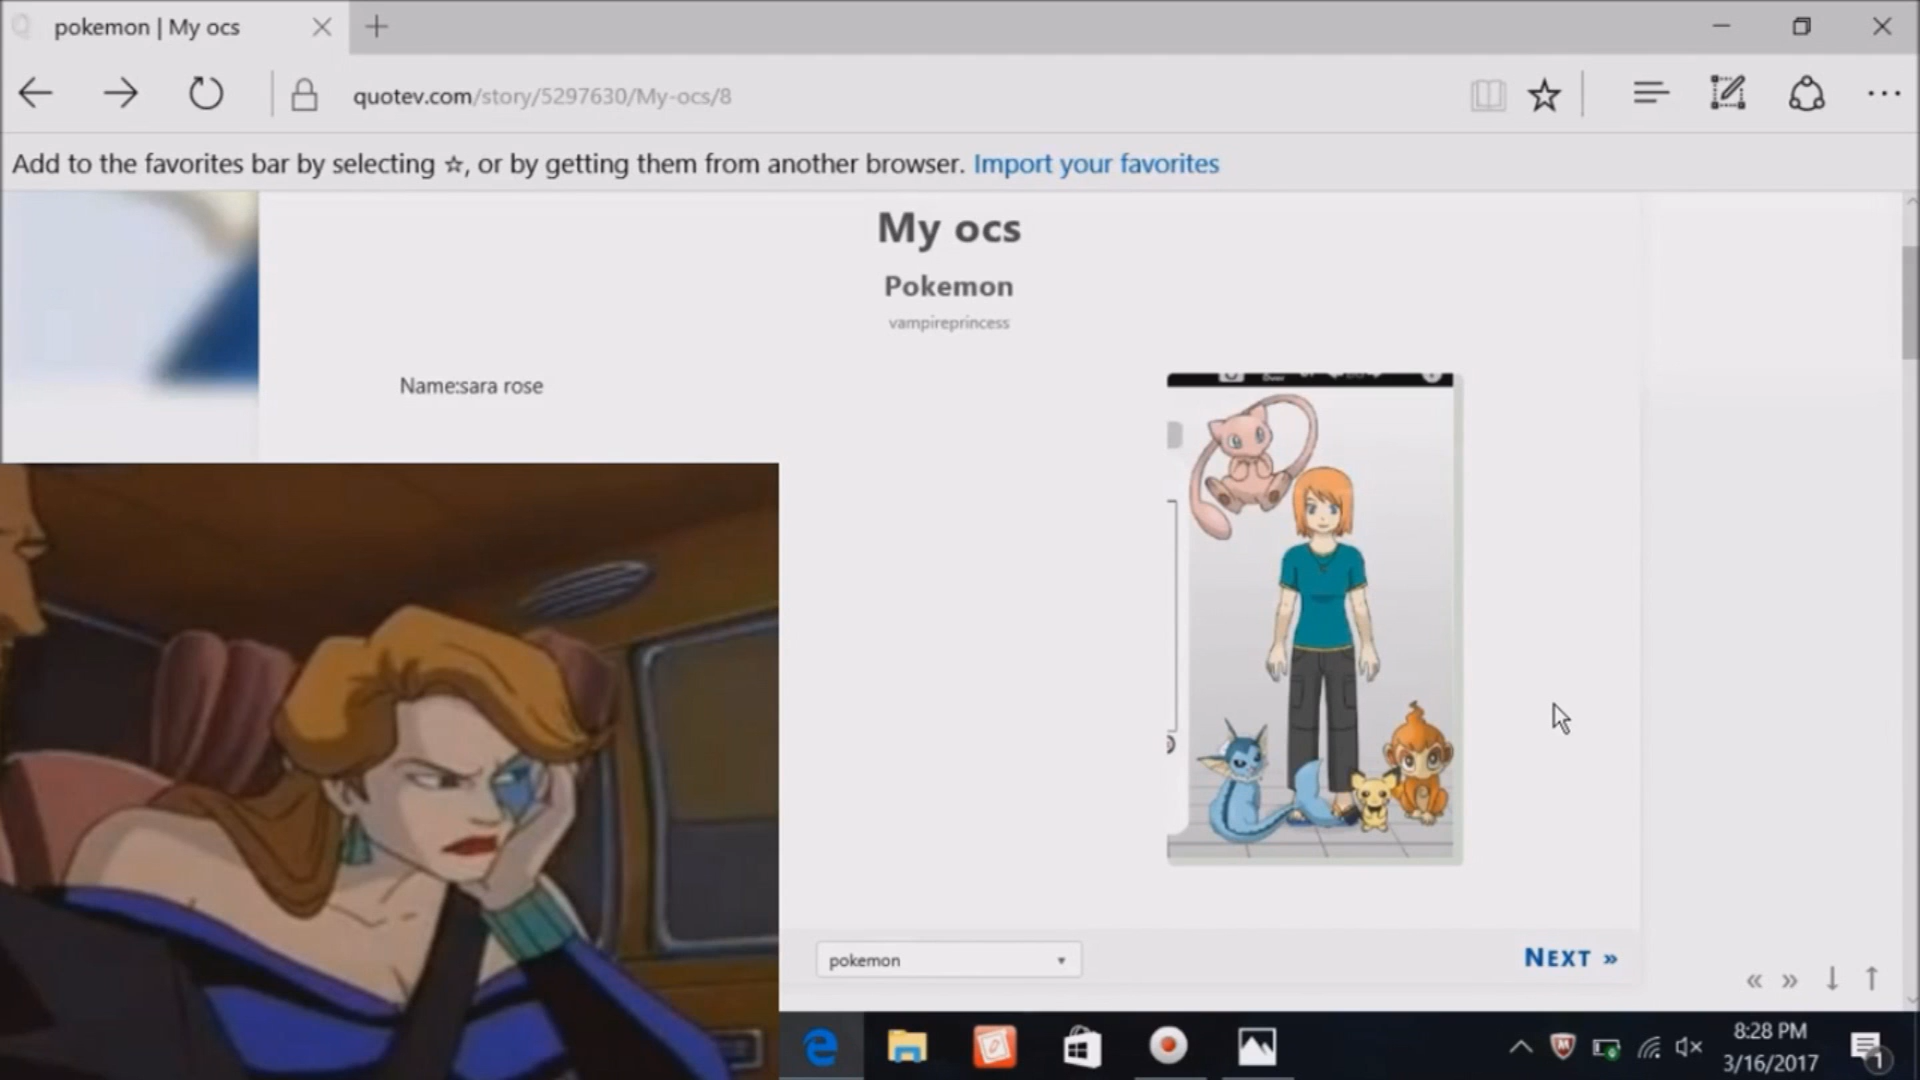 pokemon | My ocs
quotev.com/story/5297630/My-ocs/8
Add to the favorites bar by selecting ☆, or by getting them from another browser. Import your favorites
My ocs
Pokemon
vampireprincess
Name:sara rose
pokemon
NEXT »
« » ↓ ↑
8:28 PM
3/16/2017
1